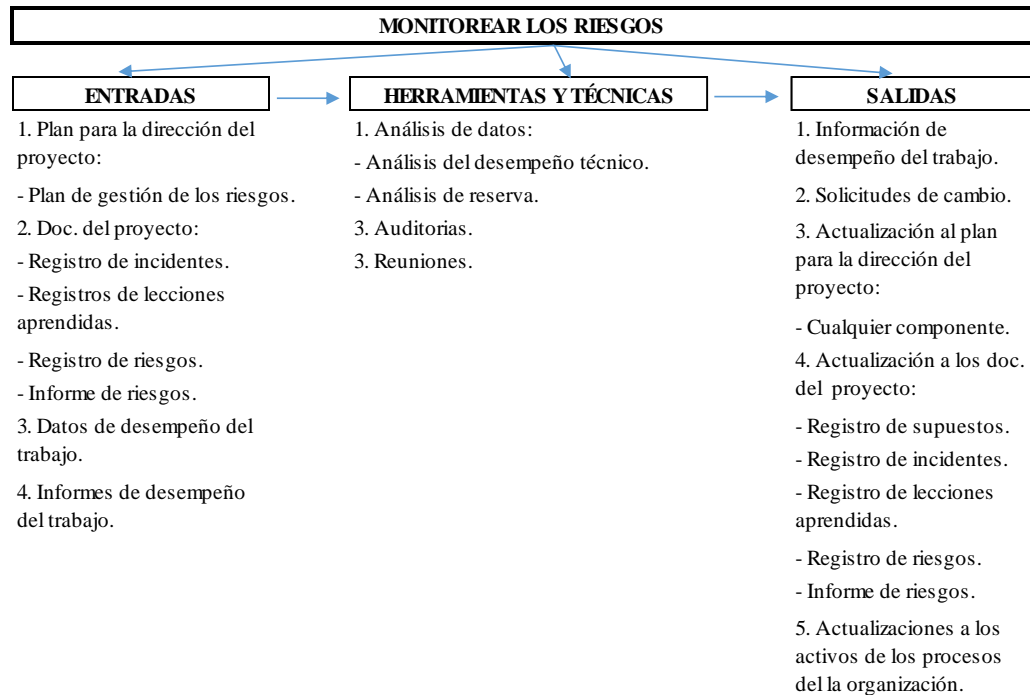 MONITOREAR LOS RIESGOS
ENTRADAS
1. Plan para la dirección del
proyecto:
- Plan de gestión de los riesgos.
2. Doc. del proyecto:
- Registro de incidentes.
- Registros de lecciones
aprendidas.
- Registro de riesgos.
- Informe de riesgos.
3. Datos de desempeño del
trabajo.
4. Informes de desempeño
del trabajo.
HERRAMIENTAS Y TÉCNICAS
1. Análisis de datos:
- Análisis del desempeño técnico.
- Análisis de reserva.
3. Auditorias.
3. Reuniones.
SALIDAS
1. Información de
desempeño del trabajo.
2. Solicitudes de cambio.
3. Actualización al plan
para la dirección del
proyecto:
- Cualquier componente.
4. Actualización a los doc.
del proyecto:
- Registro de supuestos.
- Registro de incidentes.
- Registro de lecciones
aprendidas.
- Registro de riesgos.
- Informe de riesgos.
5. Actualizaciones a los
activos de los procesos
del la organización.